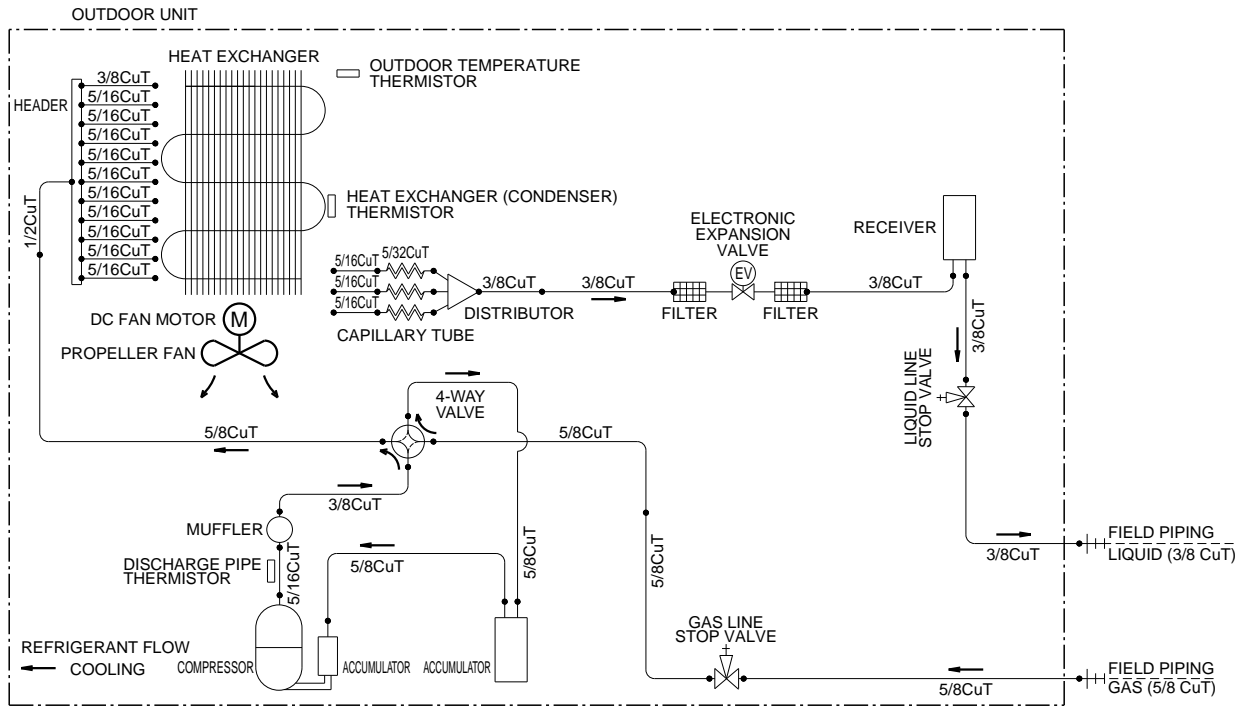 OUTDOOR UNIT
HEAT EXCHANGER
OUTDOOR TEMPERATURE
THERMISTOR
HEADER
3/8CuT
5/16CuT
5/16CuT
5/16CuT
5/16CuT
5/16CuT
5/16CuT
5/16CuT
5/16CuT
5/16CuT
5/16CuT
1/2CuT
HEAT EXCHANGER (CONDENSER)
THERMISTOR
5/16CuT
5/32CuT
5/16CuT
5/16CuT
CAPILLARY TUBE
3/8CuT
DISTRIBUTOR
3/8CuT
FILTER
ELECTRONIC
EXPANSION
VALVE
EV
FILTER
3/8CuT
RECEIVER
3/8CuT
LIQUID LINE
STOP VALVE
DC FAN MOTOR
M
PROPELLER FAN
4-WAY
VALVE
5/8CuT
5/8CuT
3/8CuT
MUFFLER
DISCHARGE PIPE
THERMISTOR
5/16CuT
5/8CuT
5/8CuT
5/8CuT
3/8CuT
FIELD PIPING
LIQUID (3/8 CuT)
GAS LINE
STOP VALVE
REFRIGERANT FLOW
COOLING
COMPRESSOR
ACCUMULATOR
ACCUMULATOR
5/8CuT
FIELD PIPING
GAS (5/8 CuT)